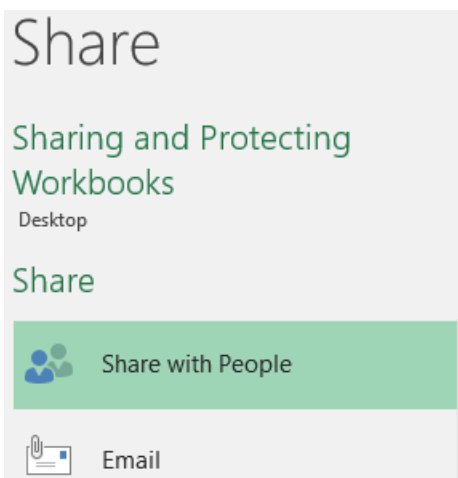 Share
Sharing and Protecting
Workbooks
Desktop
Share
Share with People
Email